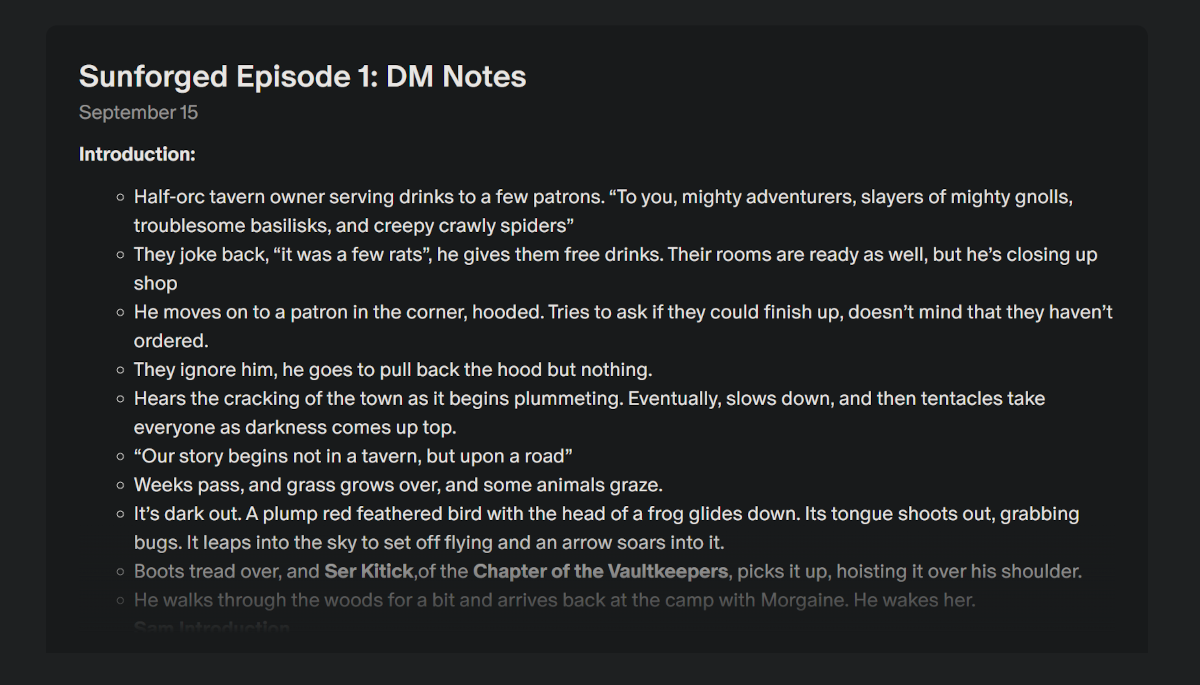 Sunforged Episode 1: DM Notes
September 15
Introduction:
Half-orc tavern owner serving drinks to a few patrons. “To you, mighty adventurers, slayers of mighty gnolls,
troublesome basilisks, and creepy crawly spiders”
They joke back, “it was a few rats”, he gives them free drinks. Their rooms are ready as well, but he’s closing up
shop
He moves on to a patron in the corner, hooded. Tries to ask if they could finish up, doesn’t mind that they haven’t
ordered.
They ignore him, he goes to pull back the hood but nothing.
Hears the cracking of the town as it begins plummeting. Eventually, slows down, and then tentacles take
everyone as darkness comes up top.
“Our story begins not in a tavern, but upon a road”
Weeks pass, and grass grows over, and some animals graze.
It’s dark out. A plump red feathered bird with the head of a frog glides down. Its tongue shoots out, grabbing
bugs. It leaps into the sky to set off flying and an arrow soars into it.
Boots tread over, and Ser Kitick,of the Chapter of the Vaultkeepers, picks it up, hoisting it over his shoulder.
He walks through the woods for a bit and arrives back at the camp with Morgaine. He wakes her.
Sam Introduction